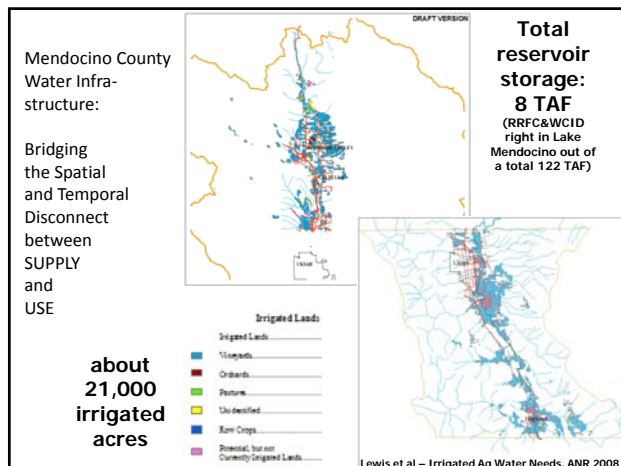 Mendocino County
Water Infra-
structure:
Bridging
the Spatial
and Temporal
Disconnect
between
SUPPLY
and
USE
DRAFT VERSION
Total
reservoir
storage:
8 TAF
(RRFC&WCID
right in Lake
Mendocino out of
a total 122 TAF)
about
21,000
irrigated
acres
Irrigated Lands
Irrigated Lands
Vineyards
Orchards
Pastures
Unidentified
Row Crops
Potential, but not
Currently Irrigated Lands
UKIAH
Lewis et al – Irrigated Ag Water Needs, ANR 2008